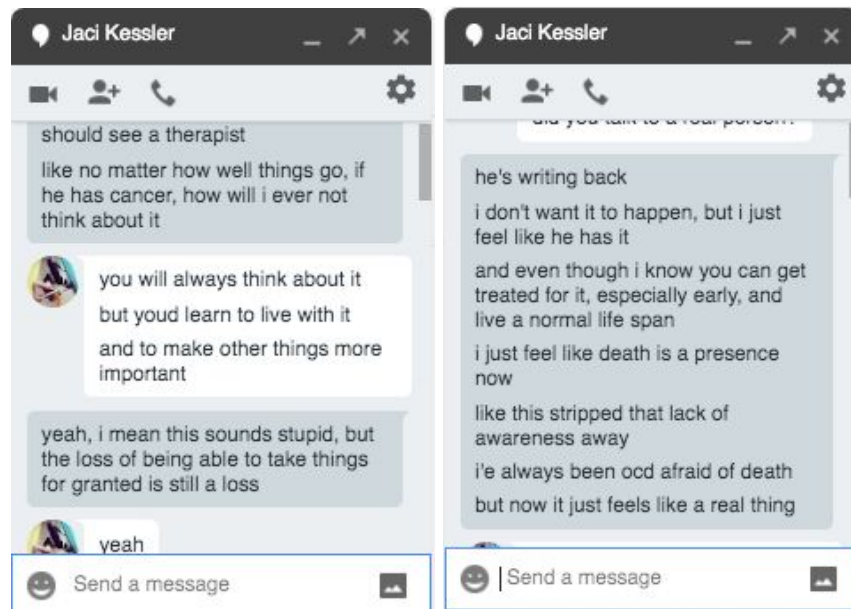 Jaci Kessler
should see a therapist
like no matter how well things go, if
he has cancer, how will i ever not
think about it
you will always think about it
but youd learn to live with it
and to make other things more
important
yeah, i mean this sounds stupid, but
the loss of being able to take things
for granted is still a loss
yeah
Send a message
Jaci Kessler
did you talk to a real person?
he's writing back
i don't want it to happen, but i just
feel like he has it
and even though i know you can get
treated for it, especially early, and
live a normal life span
i just feel like death is a presence
now
like this stripped that lack of
awareness away
i'e always been ocd afraid of death
but now it just feels like a real thing
Send a message